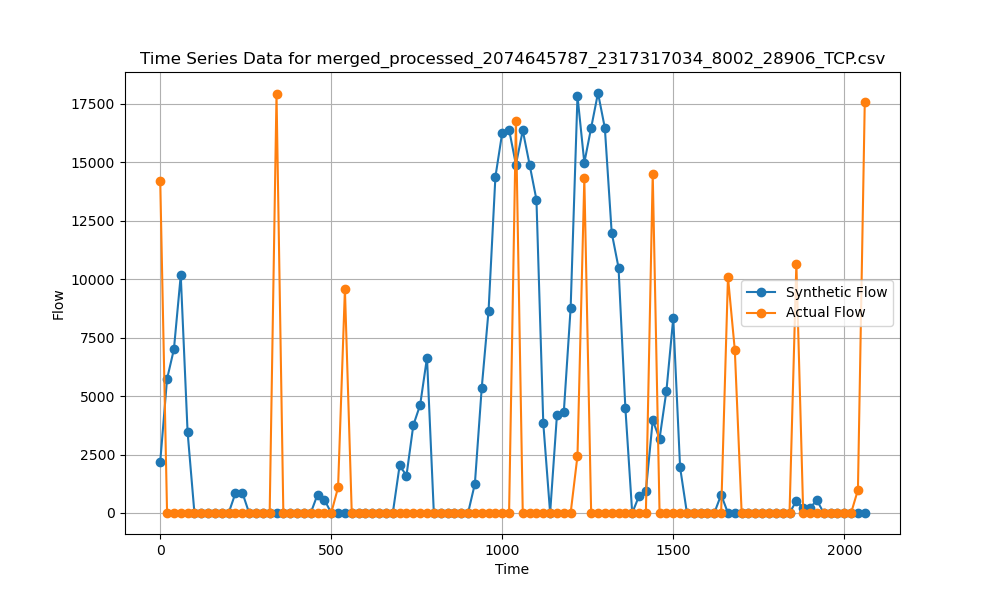 Time Series Data for merged_processed_2074645787_2317317034_8002_28906_TCP.csv
17500
15000
12500
10000
7500
5000
2500
0
Flow
Synthetic Flow
Actual Flow
0 500 1000 1500 2000
Time